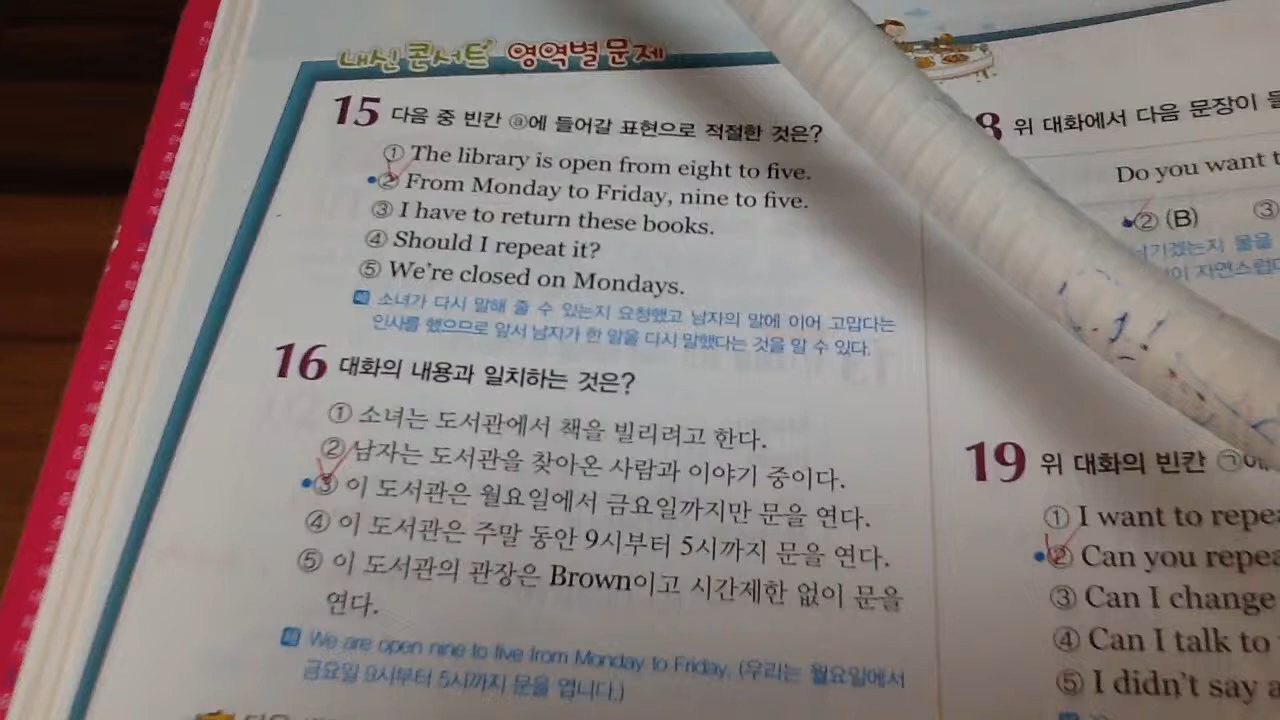 내신 콘서트 영역별 문제
15 다음 중 빈칸 ⓐ에 들어갈 표현으로 적절한 것은?
① The library is open from eight to five.
② From Monday to Friday, nine to five.
③ I have to return these books.
④ Should I repeat it?
⑤ We're closed on Mondays.
소녀가 다시 말해 줄 수 있는지 요청했고 남자의 말에 이어 고맙다는
인사를 했으므로 앞서 남자가 한 말을 다시 말했다는 것을 알 수 있다.
16 대화의 내용과 일치하는 것은?
① 소녀는 도서관에서 책을 빌리려고 한다.
② 남자는 도서관을 찾아온 사람과 이야기 중이다.
③ 이 도서관은 월요일에서 금요일까지만 문을 연다.
④ 이 도서관은 주말 동안 9시부터 5시까지 문을 연다.
⑤ 이 도서관의 관장은 Brown이고 시간제한 없이 문을
연다.
We are open nine to five from Monday to Friday. (우리는 월요일에서
금요일 9시부터 5시까지 문을 엽니다.)
8 위 대화에서 다음 문장이
Do you want
② (B) ③
자연스럽다
19 위 대화의 빈칸 ㉠에
① I want to
② Can you
③ Can I change
④ Can I talk to
⑤ I didn't say